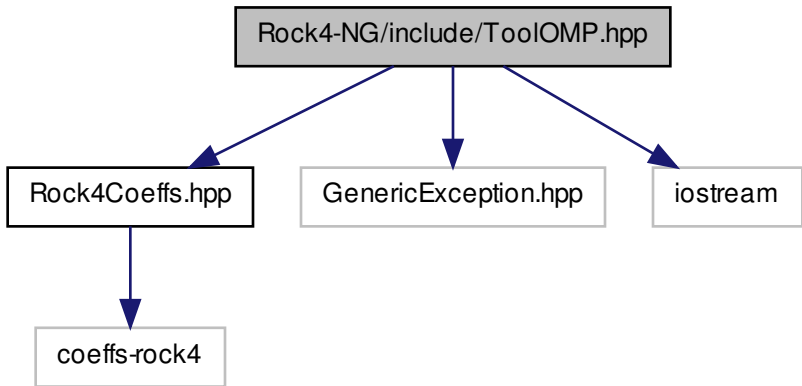 Rock4-NG/include/ToolOMP.hpp
Rock4Coeffs.hpp
GenericException.hpp
iostream
coeffs-rock4